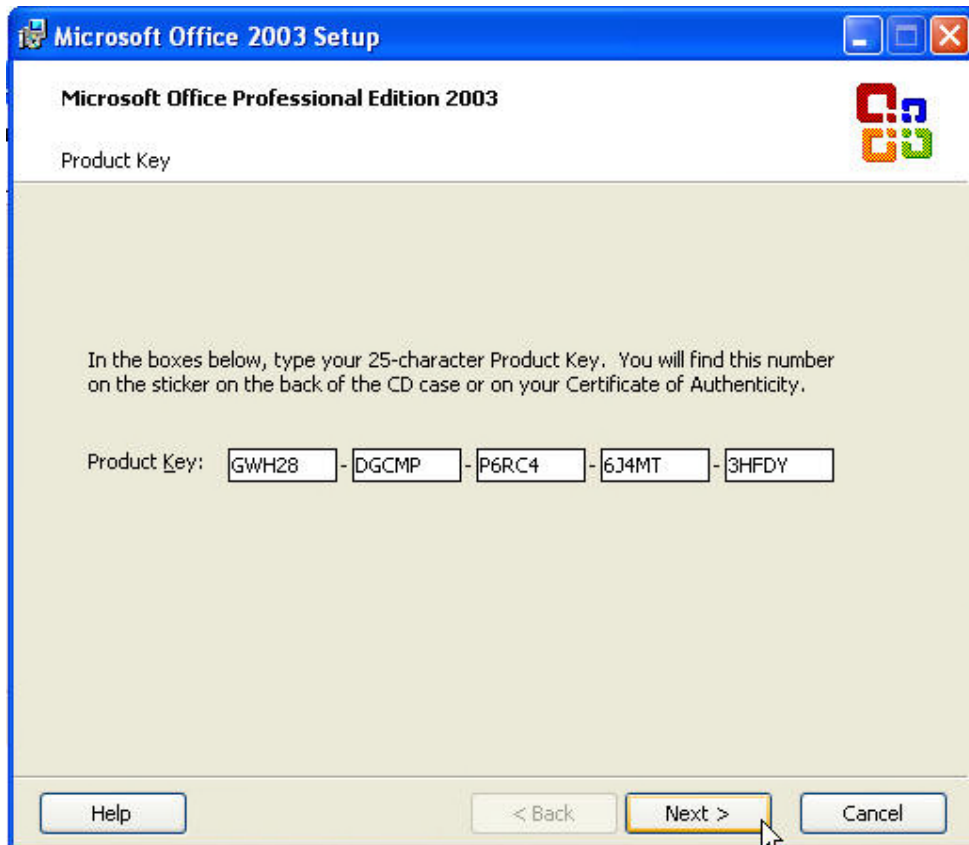 Microsoft Office 2003 Setup
Microsoft Office Professional Edition 2003
Product Key
In the boxes below, type your 25-character Product Key. You will find this number
on the sticker on the back of the CD case or on your Certificate of Authenticity.
Product Key: GWH28 - DGCMP - P6RC4 - 6J4MT - 3HFDY
Help < Back Next > Cancel